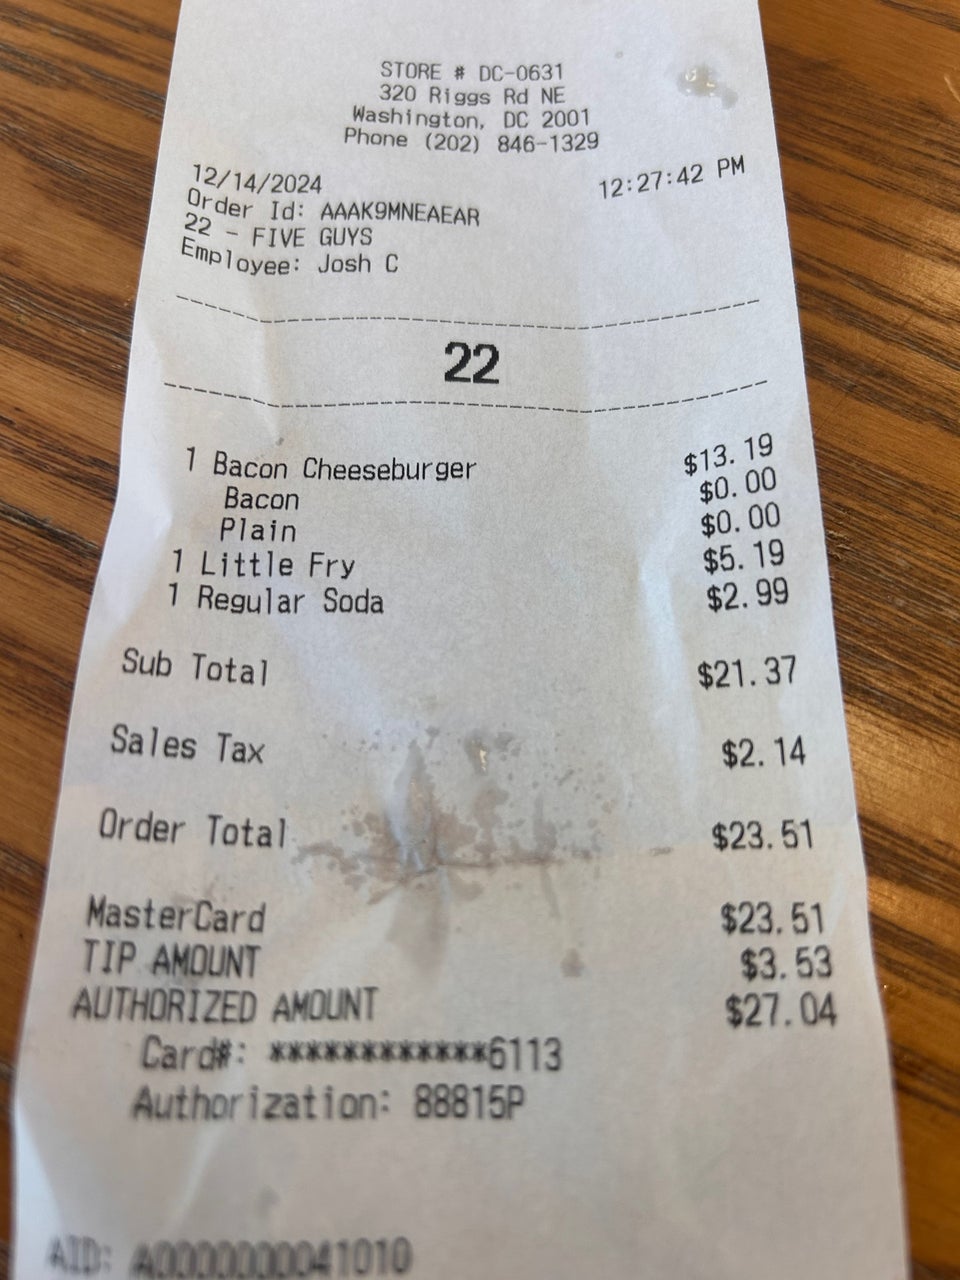 STORE # DC-0631
320 Riggs Rd NE
Washington, DC 2001
Phone (202) 846-1329
12/14/2024 12:27:42 PM
Order Id: AAAK9MNEAEAR
22 - FIVE GUYS
Employee: Josh C
22
1 Bacon Cheeseburger $13.19
Bacon $0.00
Plain $0.00
1 Little Fry $5.19
1 Regular Soda $2.99
Sub Total $21.37
Sales Tax $2.14
Order Total $23.51
MasterCard $23.51
TIP AMOUNT $3.53
AUTHORIZED AMOUNT $27.04
Card#: ************6113
Authorization: 88815P
AID: A0000000041010